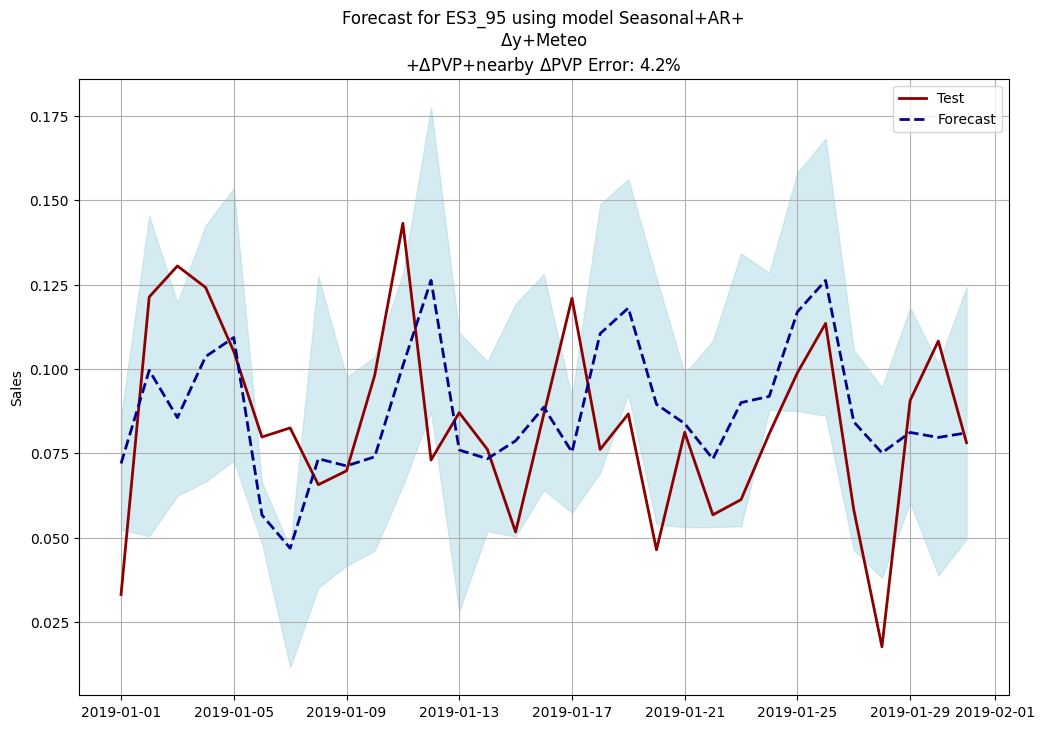 Forecast for ES3_95 using model Seasonal+AR+
Δy+Meteo
+ΔPVP+nearby ΔPVP Error: 4.2%
Test
Forecast
Sales
0.175
0.150
0.125
0.100
0.075
0.050
0.025
2019-01-01 2019-01-05 2019-01-09 2019-01-13 2019-01-17 2019-01-21 2019-01-25 2019-01-29 2019-02-01